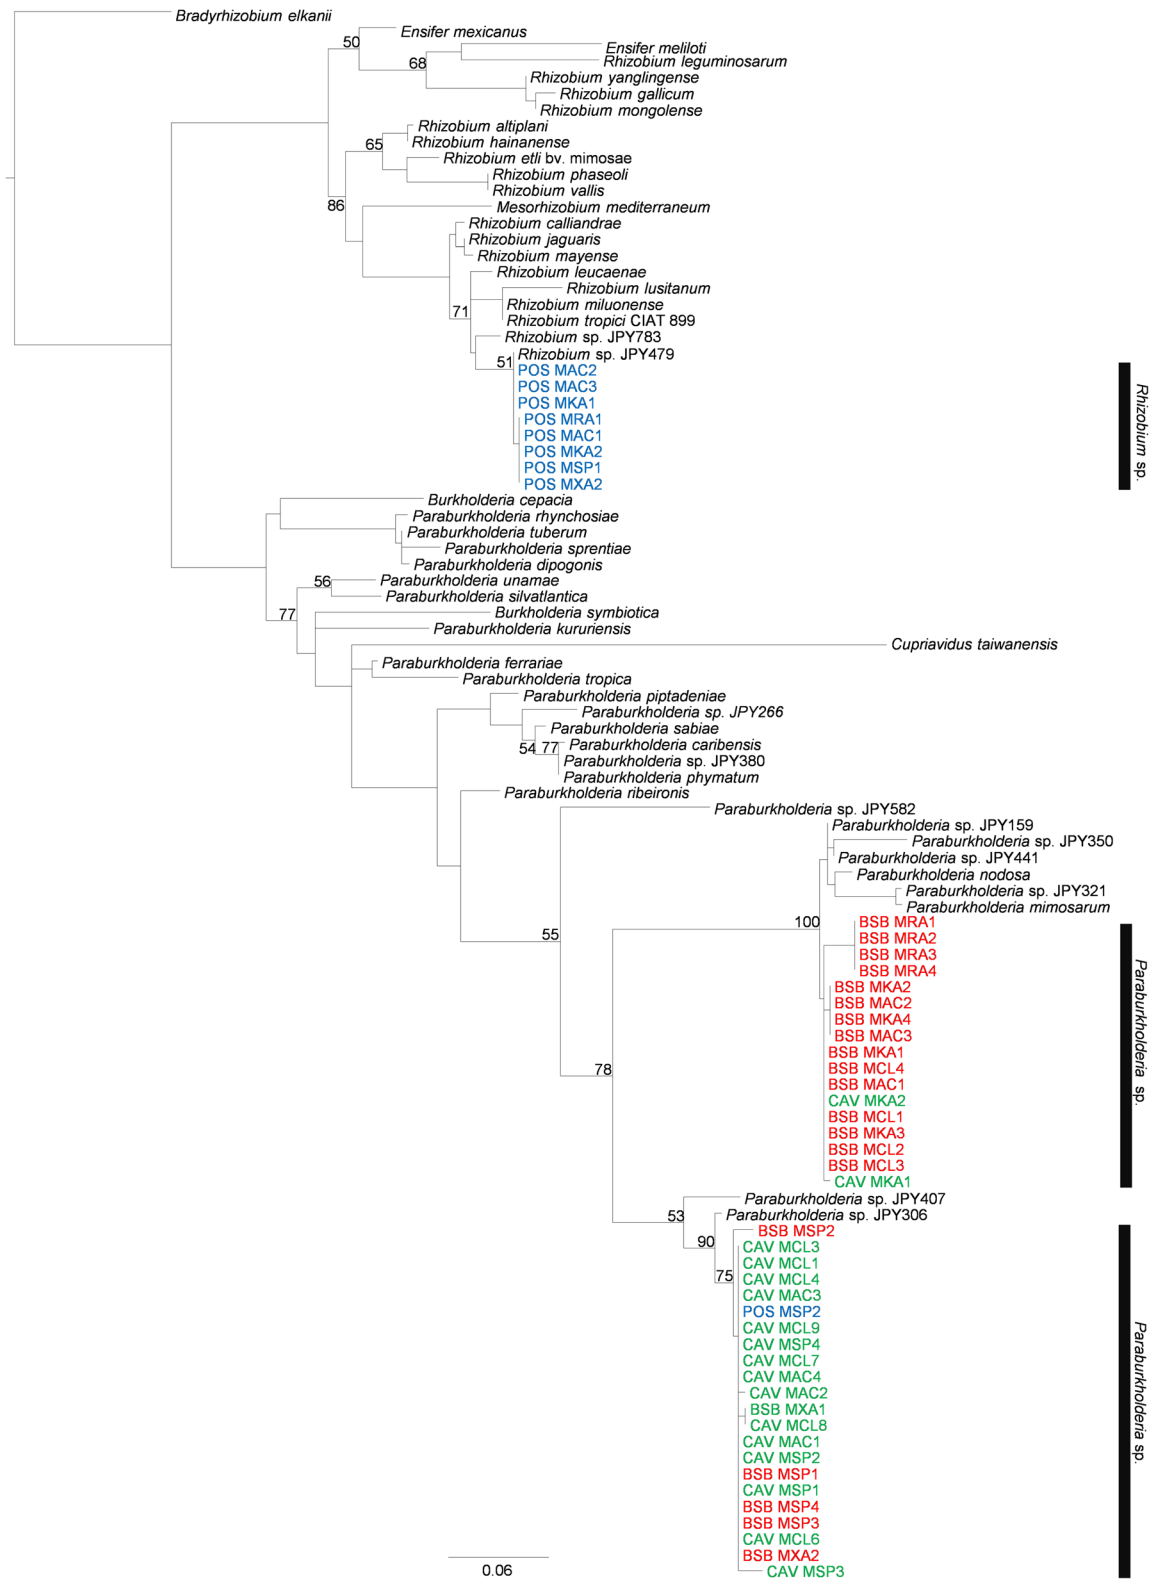 Bradyrhizobium elkanii
Ensifer mexicanus
50
Ensifer meliloti
Rhizobium leguminosarum
68
Rhizobium yanglingense
Rhizobium gallicum
Rhizobium mongolense
Rhizobium altiplani
Rhizobium hainanense
65
Rhizobium etli bv. mimosae
Rhizobium phaseoli
Rhizobium vallis
86
Mesorhizobium mediterraneum
Rhizobium calliandrae
Rhizobium jaguaris
Rhizobium mayense
Rhizobium leucaenae
Rhizobium lusitanum
Rhizobium miluonense
71
Rhizobium tropici CIAT 899
Rhizobium sp. JPY783
Rhizobium sp. JPY479
51
POS MAC2
POS MAC3
POS MKA1
POS MRA1
POS MAC1
POS MKA2
POS MSP1
POS MXA2
Rhizobium sp.
Burkholderia cepacia
Paraburkholderia rhynchosiae
Paraburkholderia tuberum
Paraburkholderia sprentiae
Paraburkholderia dipogonis
56
Paraburkholderia unamae
Paraburkholderia silvatlantica
77
Burkholderia symbiotica
Paraburkholderia kururiensis
Cupriavidus taiwanensis
Paraburkholderia ferrariae
Paraburkholderia tropica
Paraburkholderia piptadeniae
Paraburkholderia sp. JPY266
Paraburkholderia sabiae
54 77
Paraburkholderia caribensis
Paraburkholderia sp. JPY380
Paraburkholderia phymatum
Paraburkholderia ribeironis
Paraburkholderia sp. JPY582
Paraburkholderia sp. JPY159
Paraburkholderia sp. JPY350
Paraburkholderia sp. JPY441
Paraburkholderia nodosa
Paraburkholderia sp. JPY321
Paraburkholderia mimosarum
100
55
BSB MRA1
BSB MRA2
BSB MRA3
BSB MRA4
BSB MKA2
BSB MAC2
BSB MKA4
BSB MAC3
BSB MKA1
BSB MCL4
78
BSB MAC1
CAV MKA2
BSB MCL1
BSB MKA3
BSB MCL2
BSB MCL3
CAV MKA1
Paraburkholderia sp.
Paraburkholderia sp. JPY407
53
Paraburkholderia sp. JPY306
90
75
BSB MSP2
CAV MCL3
CAV MCL1
CAV MCL4
CAV MAC3
POS MSP2
CAV MCL9
CAV MSP4
CAV MCL7
CAV MAC4
CAV MAC2
BSB MXA1
CAV MCL8
CAV MAC1
CAV MSP2
BSB MSP1
CAV MSP1
BSB MSP4
BSB MSP3
CAV MCL6
BSB MXA2
CAV MSP3
Paraburkholderia sp.
0.06